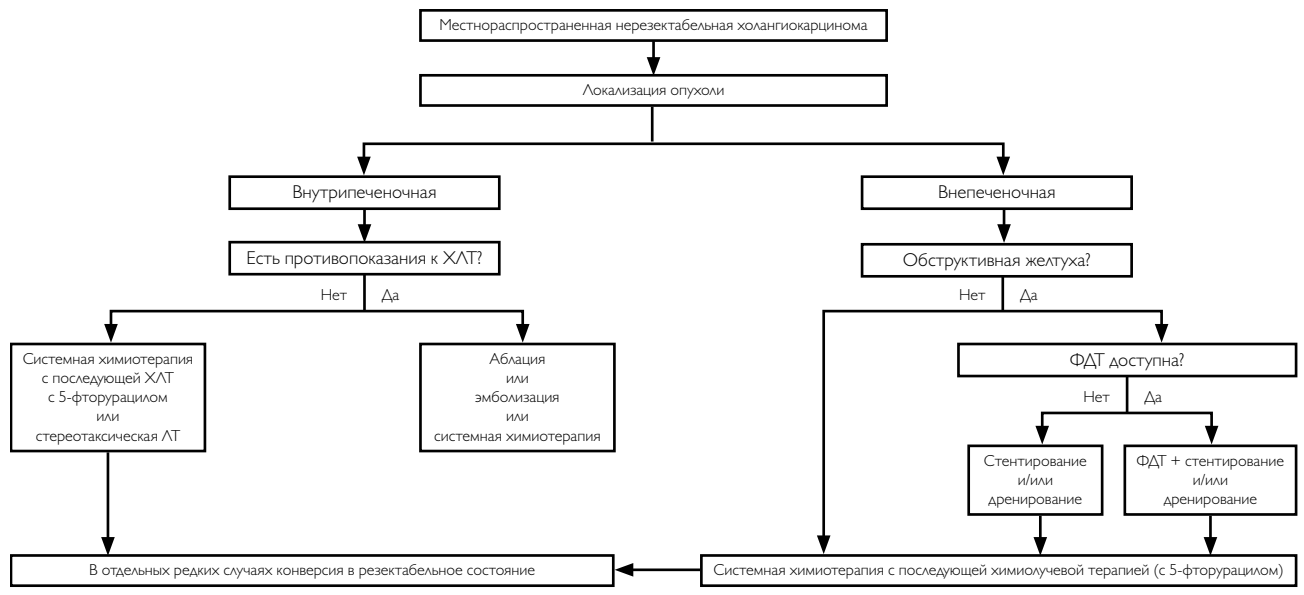 Местнораспространенная нерезектабельная холангиокарцинома
Локализация опухоли
Внутрипеченочная
Внепеченочная
Есть противопоказания к ХЛТ?
Обструктивная желтуха?
Нет
Да
Нет
Да
Системная химиотерапия
с последующей ХЛТ
с 5-фторурацилом
или
стереотаксическая ЛТ
Аблация
или
эмболизация
или
системная химиотерапия
ФДТ доступна?
Нет
Да
Стентирование
и/или
дренирование
ФДТ + стентирование
и/или
дренирование
В отдельных редких случаях конверсия в резектабельное состояние
Системная химиотерапия с последующей химиолучевой терапией (с 5-фторурацилом)